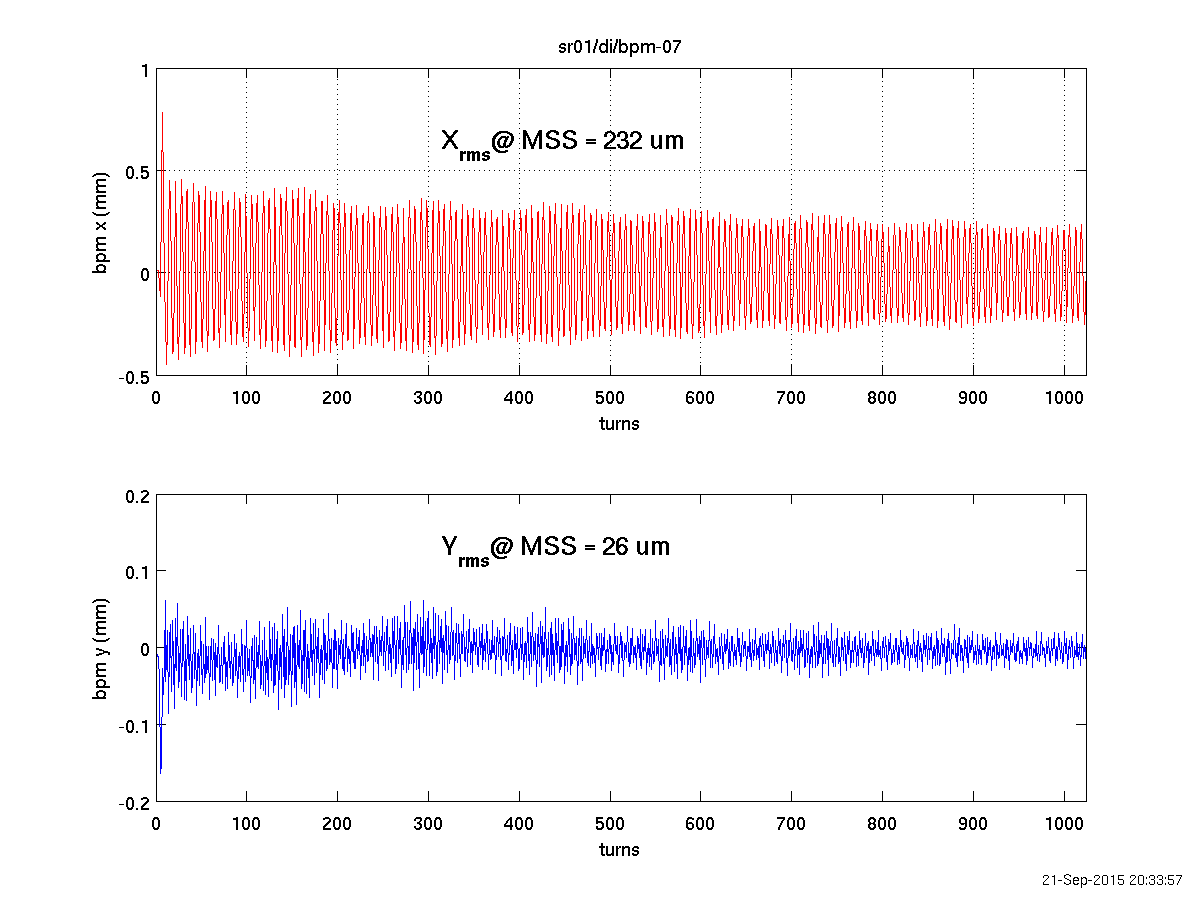 sr01/di/bpm-07
1
0.5
0
-0.5
bpm x (mm)
Xrms@ MSS = 232 um
0 100 200 300 400 500 600 700 800 900 1000
turns
0.2
0.1
0
-0.1
-0.2
bpm y (mm)
Yrms@ MSS = 26 um
0 100 200 300 400 500 600 700 800 900 1000
turns
21-Sep-2015 20:33:57